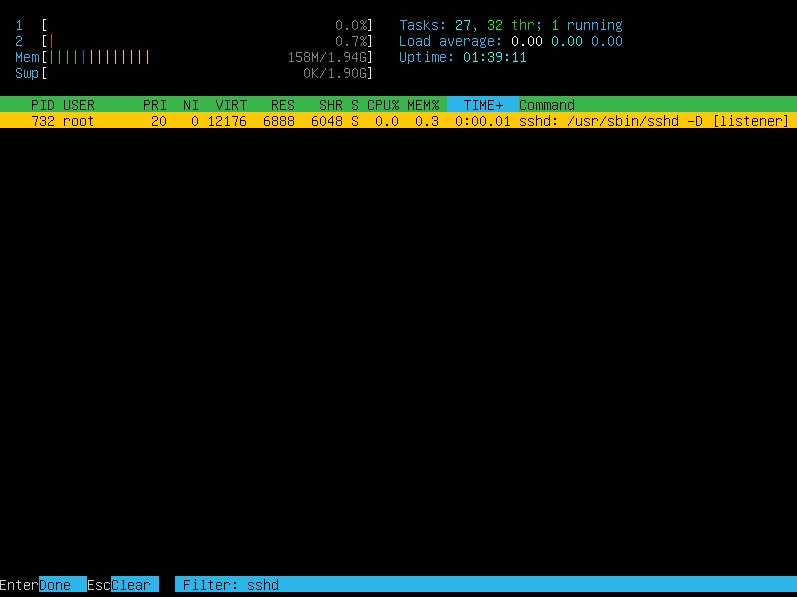 1 [ 0.0%] Tasks: 27, 32 thr; 1 running
2 [| 0.7%] Load average: 0.00 0.00 0.00
Mem[||||||||||||| 158M/1.94G] Uptime: 01:39:11
Swp[ 0K/1.90G]
PID USER PRI NI VIRT RES SHR S CPU% MEM% TIME+ Command
732 root 20 0 12176 6888 6048 S 0.0 0.3 0:00.01 sshd: /usr/sbin/sshd -D [listener]
EnterDone EscClear Filter: sshd